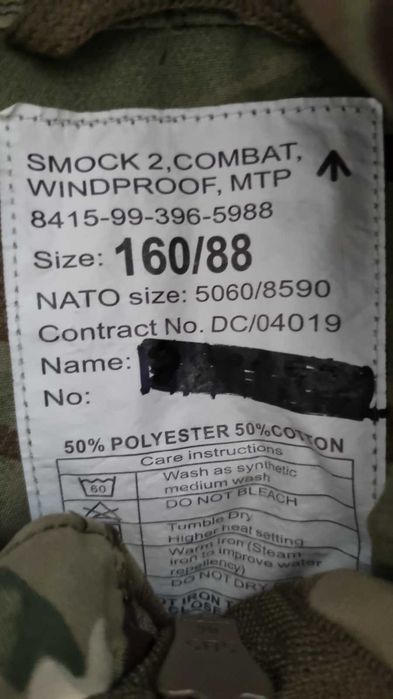 SMOCK 2,COMBAT,
WINDPROOF, MTP
8415-99-396-5988
Size: 160/88
NATO size: 5060/8590
Contract No. DC/04019
Name:
No:
50% POLYESTER 50%COTTON
Care instructions
60
Wash as synthetic
medium wash
DO NOT BLEACH
Tumble Dry
Higher heat setting
Warm iron (Steam
iron to improve water
repellency)
DO NOT DRY
IRON
CLOSE